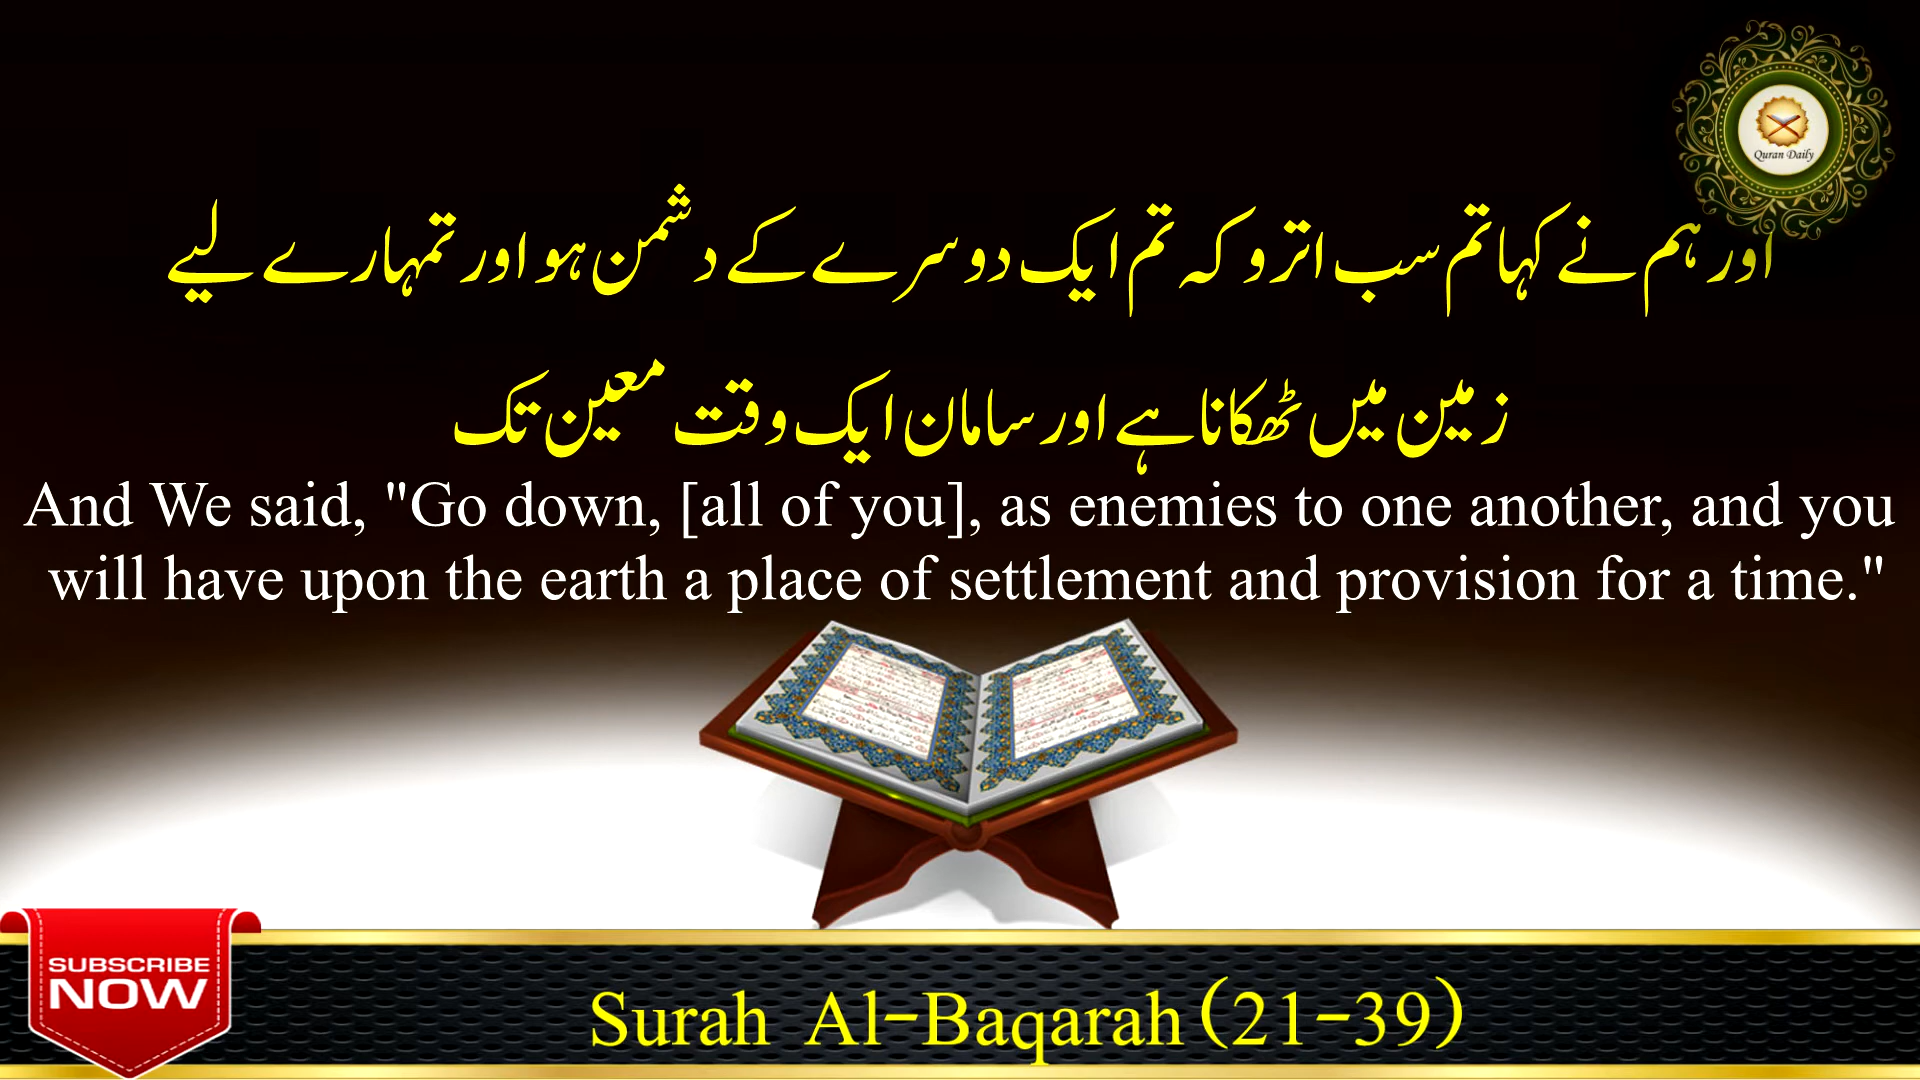 Quran Daily
اور ہم نے کہا تم سب اترو کہ تم ایک دوسرے کے دشمن ہو اور تمہارے لیے
زمین میں ٹھکانا ہے اور سامان ایک وقت معین تک
And We said, "Go down, [all of you], as enemies to one another, and you
will have upon the earth a place of settlement and provision for a time."
SUBSCRIBE
NOW
Surah Al-Baqarah (21-39)